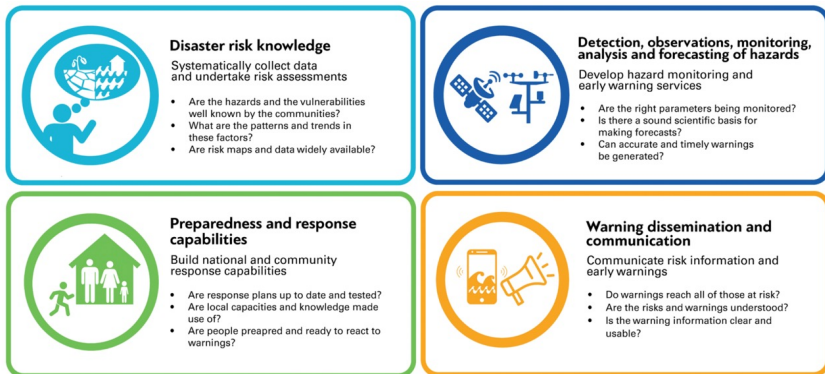 Disaster risk knowledge
Systematically collect data
and undertake risk assessments
• Are the hazards and the vulnerabilities
well known by the communities?
• What are the patterns and trends in
these factors?
• Are risk maps and data widely available?
Detection, observations, monitoring,
analysis and forecasting of hazards
Develop hazard monitoring and
early warning services
• Are the right parameters being monitored?
• Is there a sound scientific basis for
making forecasts?
• Can accurate and timely warnings
be generated?
Preparedness and response
capabilities
Build national and community
response capabilities
• Are response plans up to date and tested?
• Are local capacities and knowledge made
use of?
• Are people preapred and ready to react to
warnings?
Warning dissemination and
communication
Communicate risk information and
early warnings
• Do warnings reach all of those at risk?
• Are the risks and warnings understood?
• Is the warning information clear and
usable?